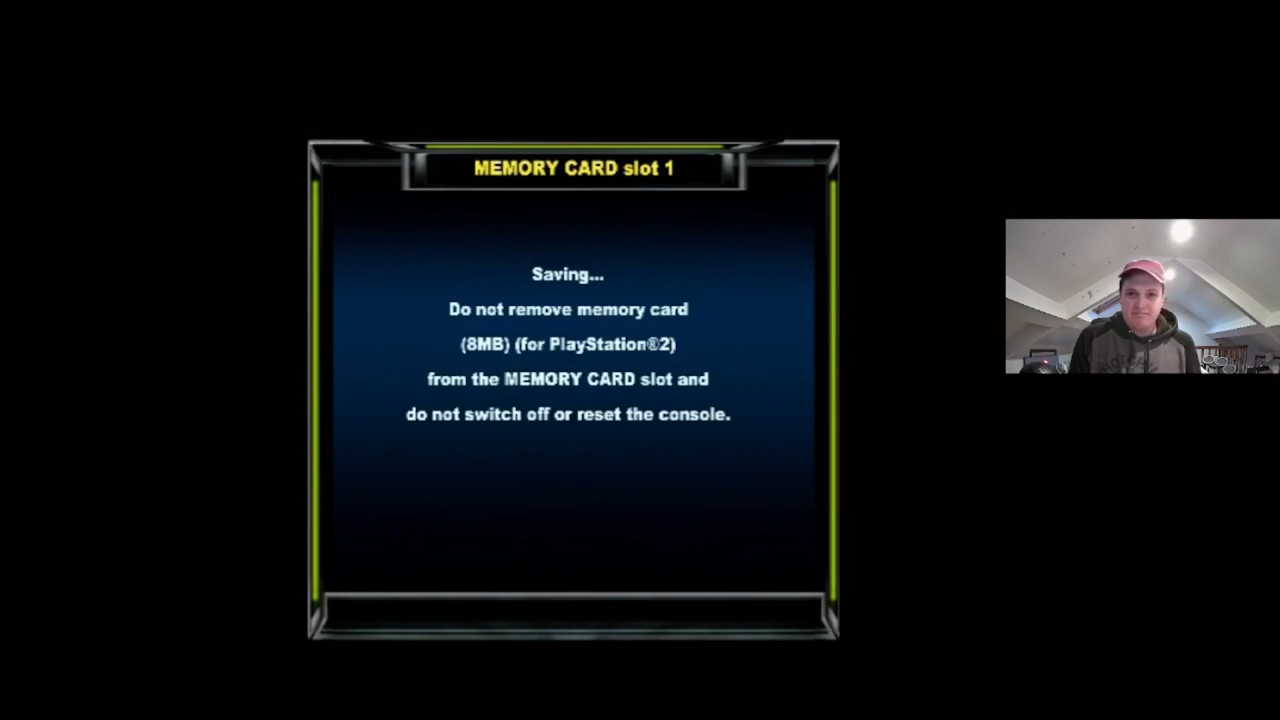 MEMORY CARD slot 1
Saving...
Do not remove memory card
(8MB) (for PlayStation®2)
from the MEMORY CARD slot and
do not switch off or reset the console.